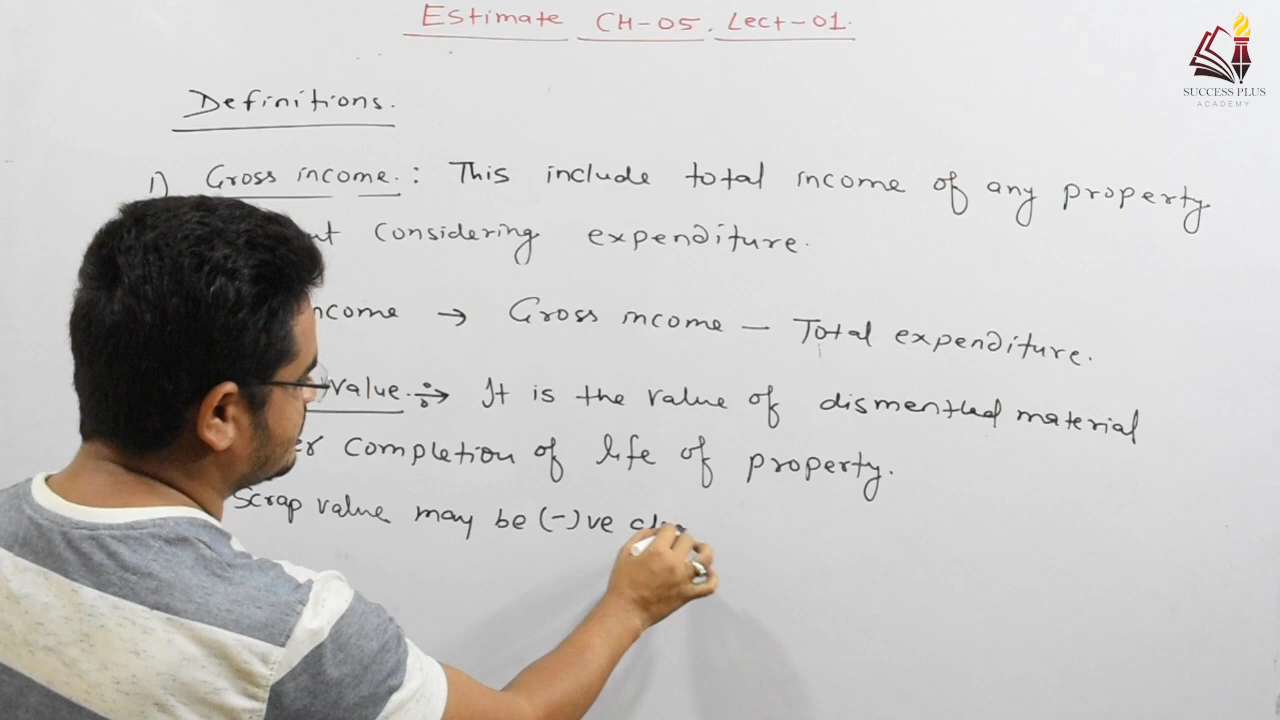 Estimate CH-05. Lect-01.
SUCCESS PLUS
ACADEMY
Definitions.
1) Gross income.: This include total income of any property
considering expenditure.
income → Gross income - Total expenditure.
value.÷→ It is the value of dismentled material
completion of life of property.
Scrap value may be (-)ve